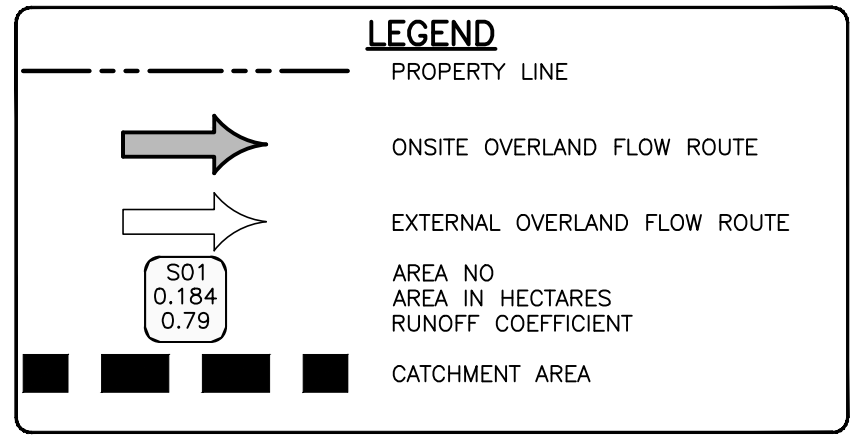 LEGEND
PROPERTY LINE
ONSITE OVERLAND FLOW ROUTE
EXTERNAL OVERLAND FLOW ROUTE
S01
0.184
0.79
AREA NO
AREA IN HECTARES
RUNOFF COEFFICIENT
CATCHMENT AREA